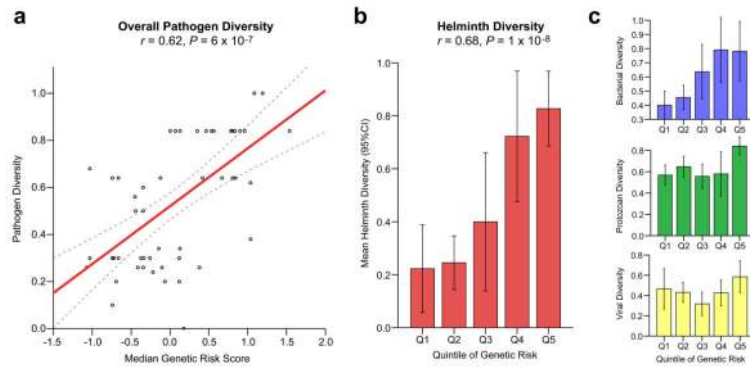 a
Overall Pathogen Diversity
r = 0.62, P = 6 x 10-7
Pathogen Diversity
1.0
0.8
0.6
0.4
0.2
0.0
-1.5 -1.0 -0.5 0.0 0.5 1.0 1.5 2.0
Median Genetic Risk Score
b
Helminth Diversity
r = 0.68, P = 1 x 10-8
Mean Helminth Diversity (95%CI)
1.0
0.8
0.6
0.4
0.2
0.0
Q1 Q2 Q3 Q4 Q5
Quintile of Genetic Risk
c
Bacterial Diversity
1.0
0.9
0.8
0.7
0.6
0.5
0.4
0.3
Q1 Q2 Q3 Q4 Q5
Protozoan Diversity
0.8
0.6
0.4
0.2
0.0
Q1 Q2 Q3 Q4 Q5
Viral Diversity
0.8
0.6
0.4
0.2
0.0
Q1 Q2 Q3 Q4 Q5
Quintile of Genetic Risk